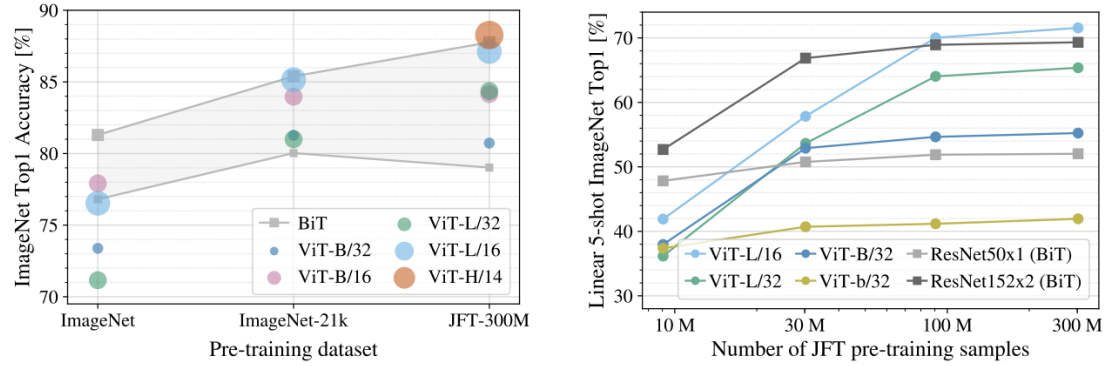 ImageNet Top1 Accuracy [%]
90
85
80
75
70
BiT
ViT-B/32
ViT-B/16
ViT-L/32
ViT-L/16
ViT-H/14
ImageNet
ImageNet-21k
JFT-300M
Pre-training dataset
Linear 5-shot ImageNet Top1 [%]
70
60
50
40
30
ViT-L/16
ViT-L/32
ViT-B/32
ViT-b/32
ResNet50x1 (BiT)
ResNet152x2 (BiT)
10 M
30 M
100 M
300 M
Number of JFT pre-training samples